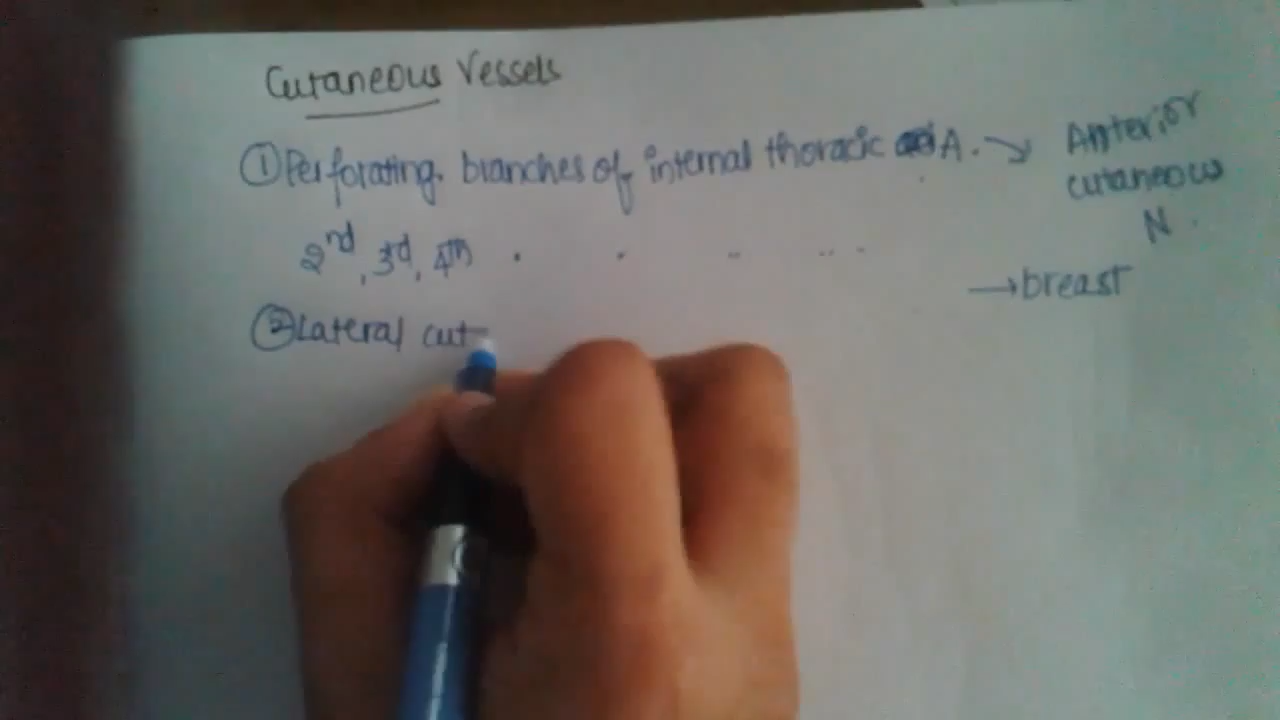 Cutaneous Vessels
① Perforating branches of internal thoracic A. → Anterior
cutaneous
N.
2nd, 3rd, 4th " " " "
→ breast
② Lateral cut